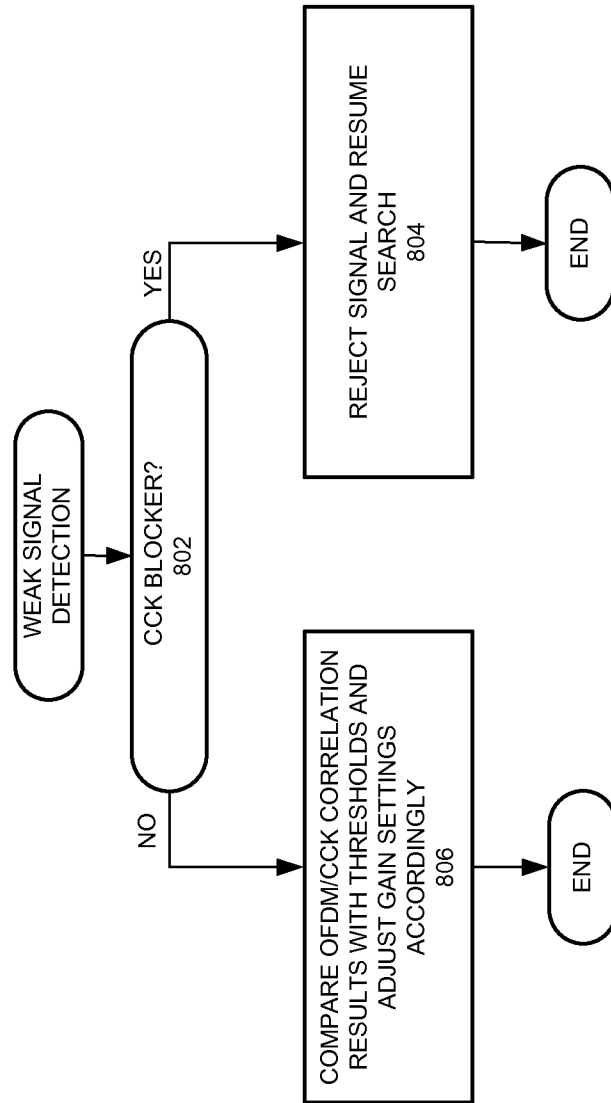 WEAK SIGNAL
DETECTION
CCK BLOCKER?
802
NO
YES
COMPARE OFDM/CCK CORRELATION
RESULTS WITH THRESHOLDS AND
ADJUST GAIN SETTINGS
ACCORDINGLY
806
REJECT SIGNAL AND RESUME
SEARCH
804
END
END